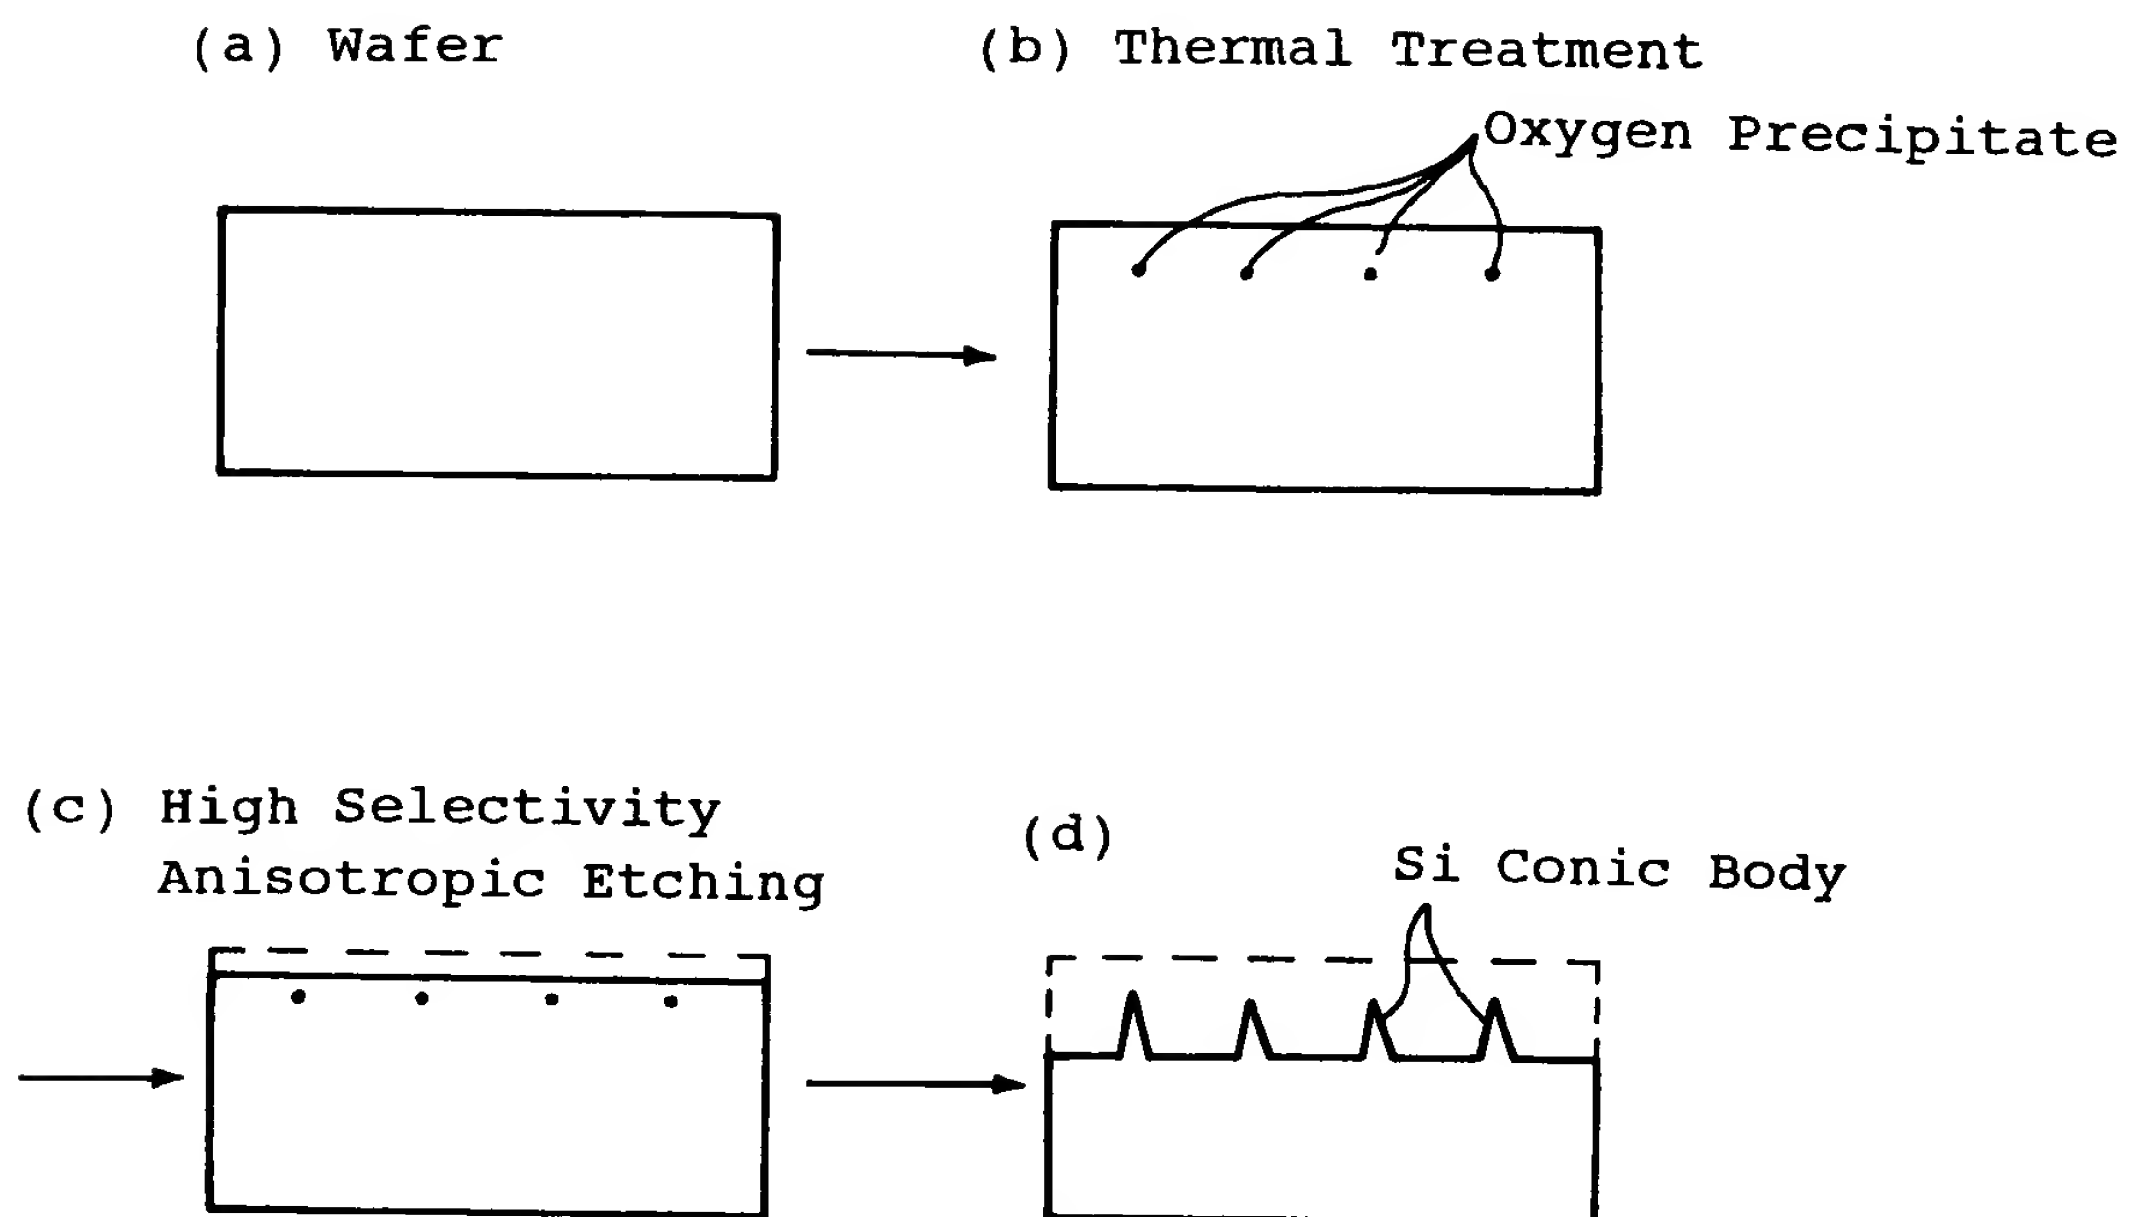 (a) Wafer
(b) Thermal Treatment
Oxygen Precipitate
(c) High Selectivity
Anisotropic Etching
(d)
Si Conic Body